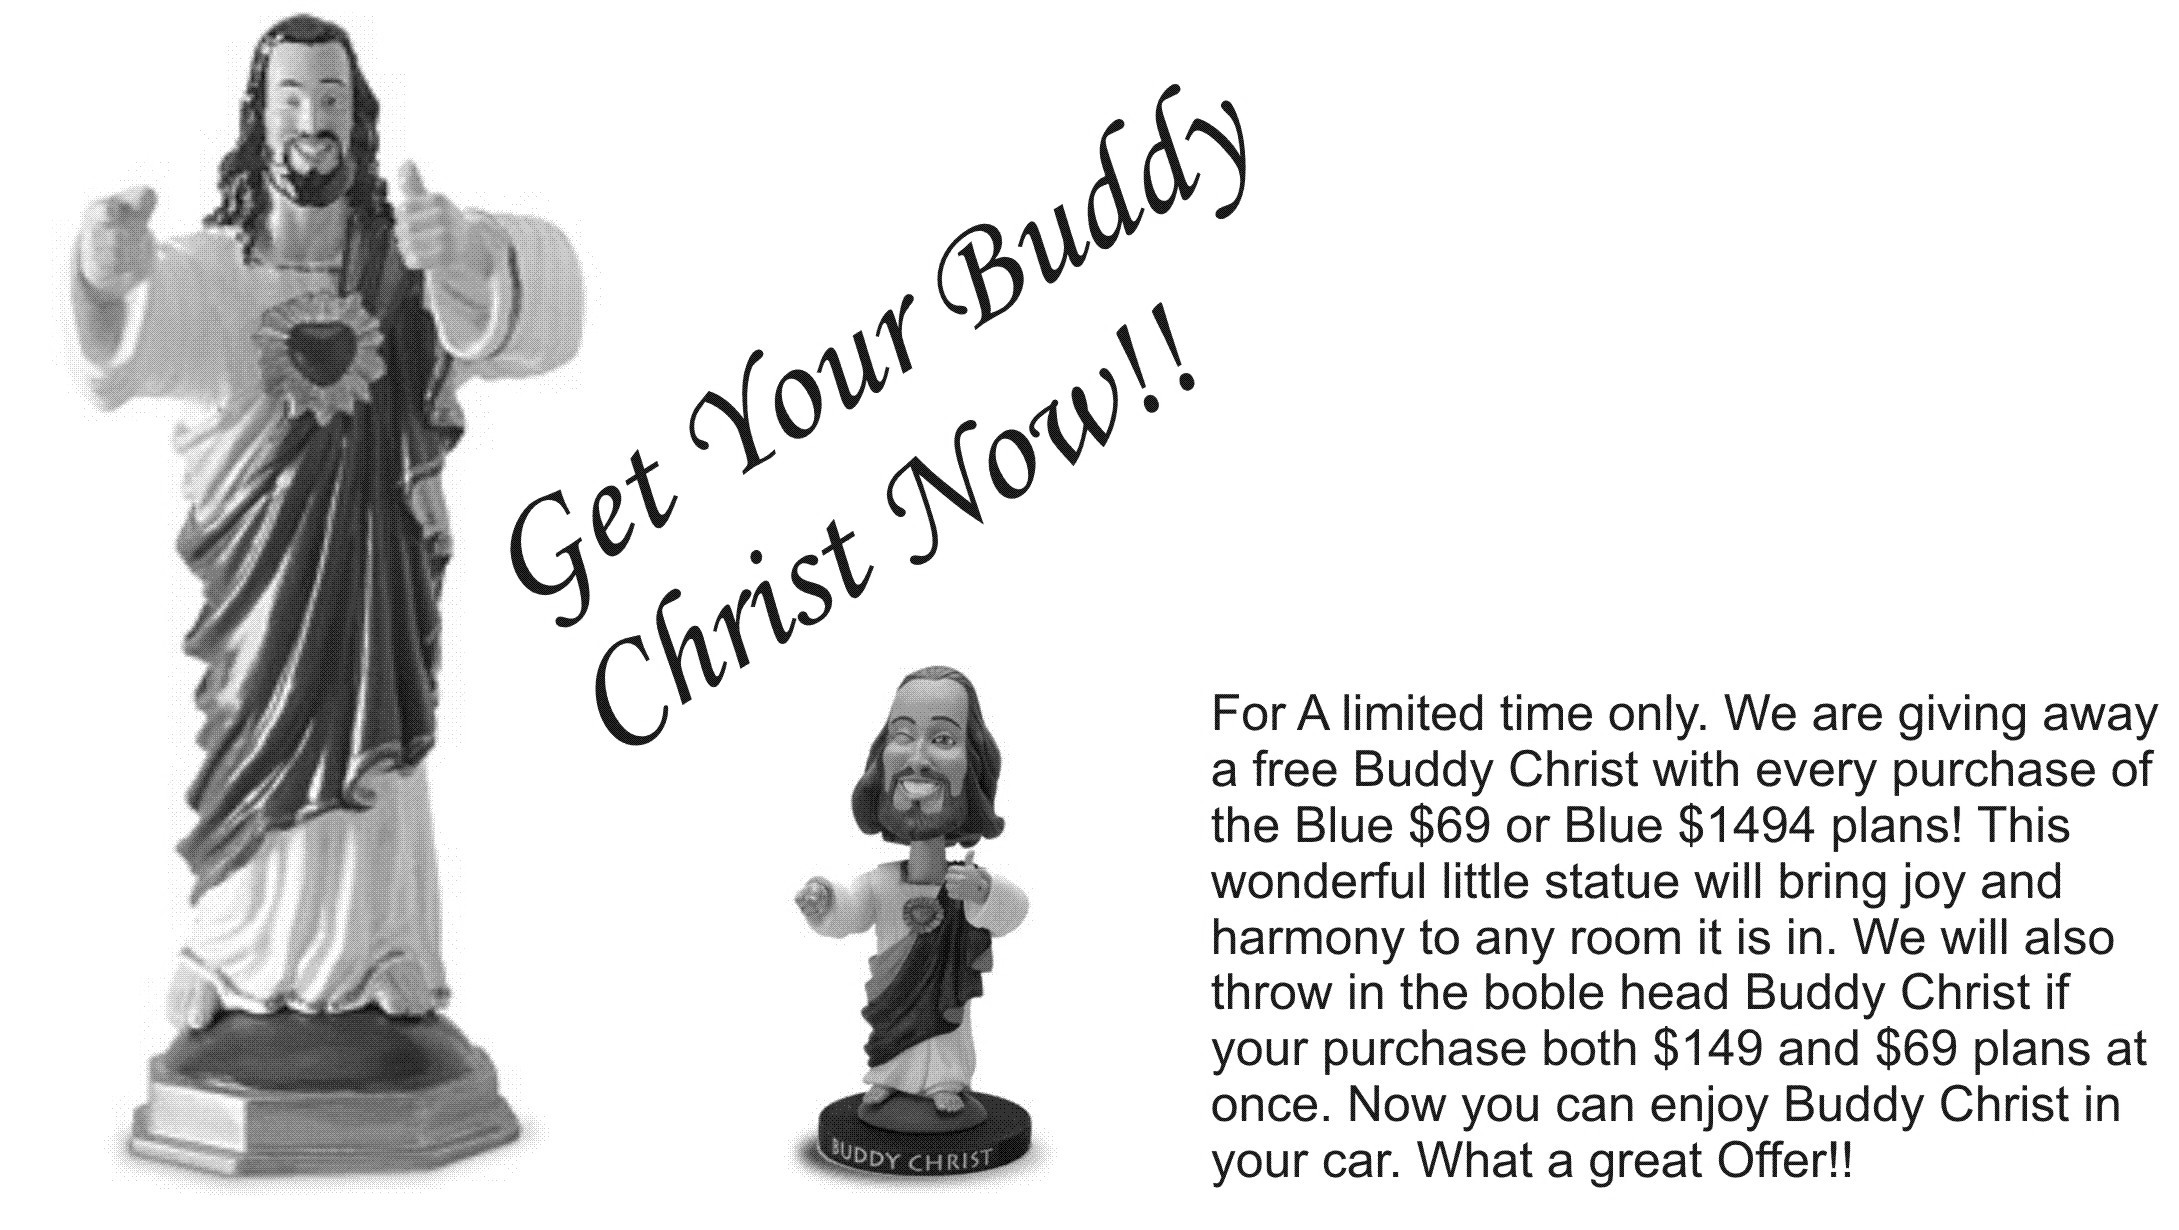 Get Your Buddy
Christ Now!!
For A limited time only. We are giving away
a free Buddy Christ with every purchase of
the Blue $69 or Blue $1494 plans! This
wonderful little statue will bring joy and
harmony to any room it is in. We will also
throw in the boble head Buddy Christ if
your purchase both $149 and $69 plans at
once. Now you can enjoy Buddy Christ in
your car. What a great Offer!!
BUDDY CHRIST